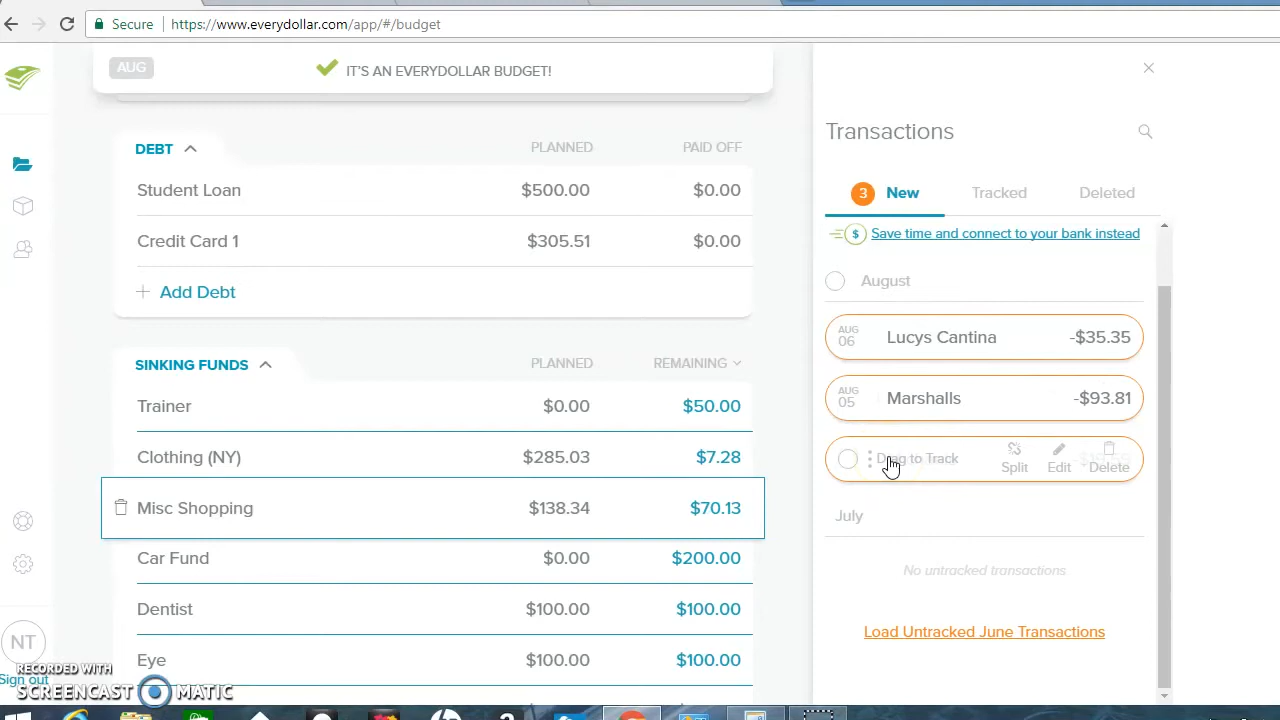 Secure https://www.everydollar.com/app/#/budget
AUG IT'S AN EVERYDOLLAR BUDGET!
DEBT PLANNED PAID OFF
Student Loan $500.00 $0.00
Credit Card 1 $305.51 $0.00
+ Add Debt
SINKING FUNDS PLANNED REMAINING
Trainer $0.00 $50.00
Clothing (NY) $285.03 $7.28
Misc Shopping $138.34 $70.13
Car Fund $0.00 $200.00
Dentist $100.00 $100.00
Eye $100.00 $100.00
Transactions
3 New Tracked Deleted
$ Save time and connect to your bank instead
August
AUG 06 Lucys Cantina -$35.35
AUG 05 Marshalls -$93.81
Drag to Track Split Edit Delete
July
No untracked transactions
Load Untracked June Transactions
NT
Sign out
RECORDED WITH
SCREENCAST MATIC